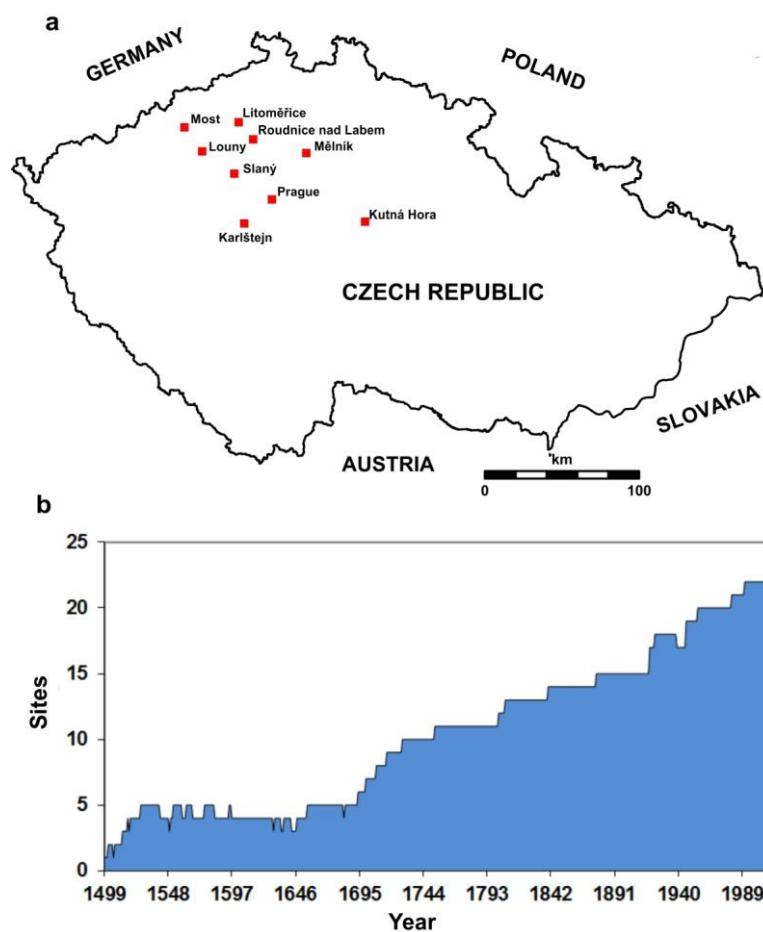 a
GERMANY
POLAND
Most
Litoměřice
Roudnice nad Labem
Louny
Mělník
Slaný
Prague
Kutná Hora
Karlštejn
CZECH REPUBLIC
SLOVAKIA
AUSTRIA
km
0 100
b
25
20
15
10
5
0
Sites
1499 1548 1597 1646 1695 1744 1793 1842 1891 1940 1989
Year